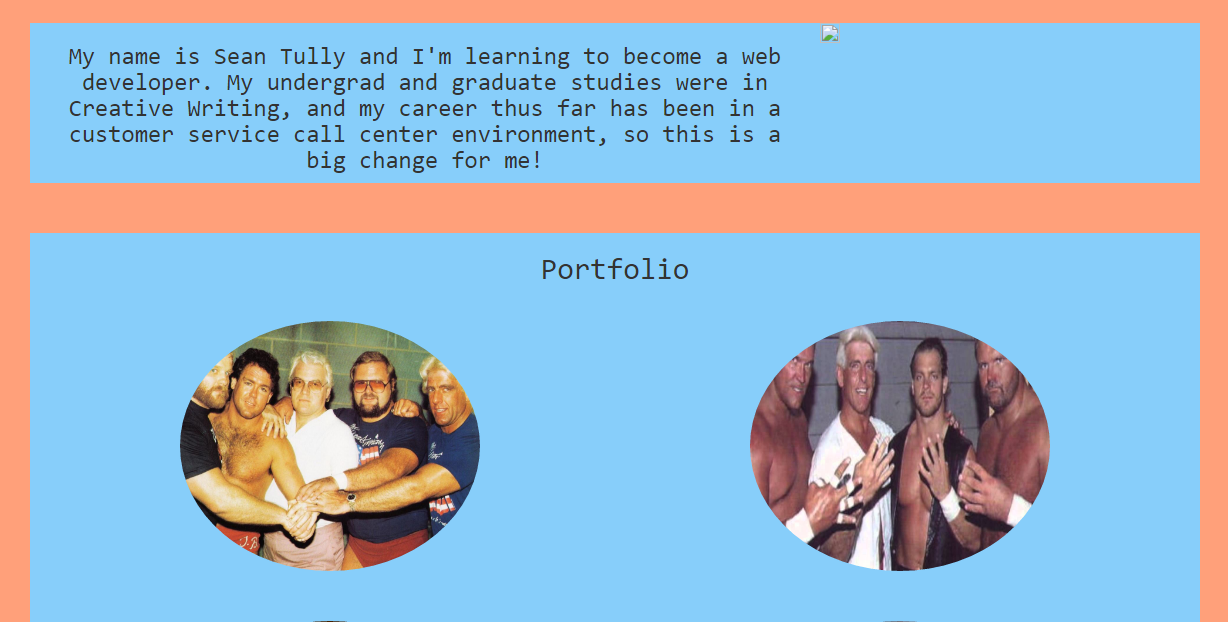 My name is Sean Tully and I'm learning to become a web
developer. My undergrad and graduate studies were in
Creative Writing, and my career thus far has been in a
customer service call center environment, so this is a
big change for me!
Portfolio